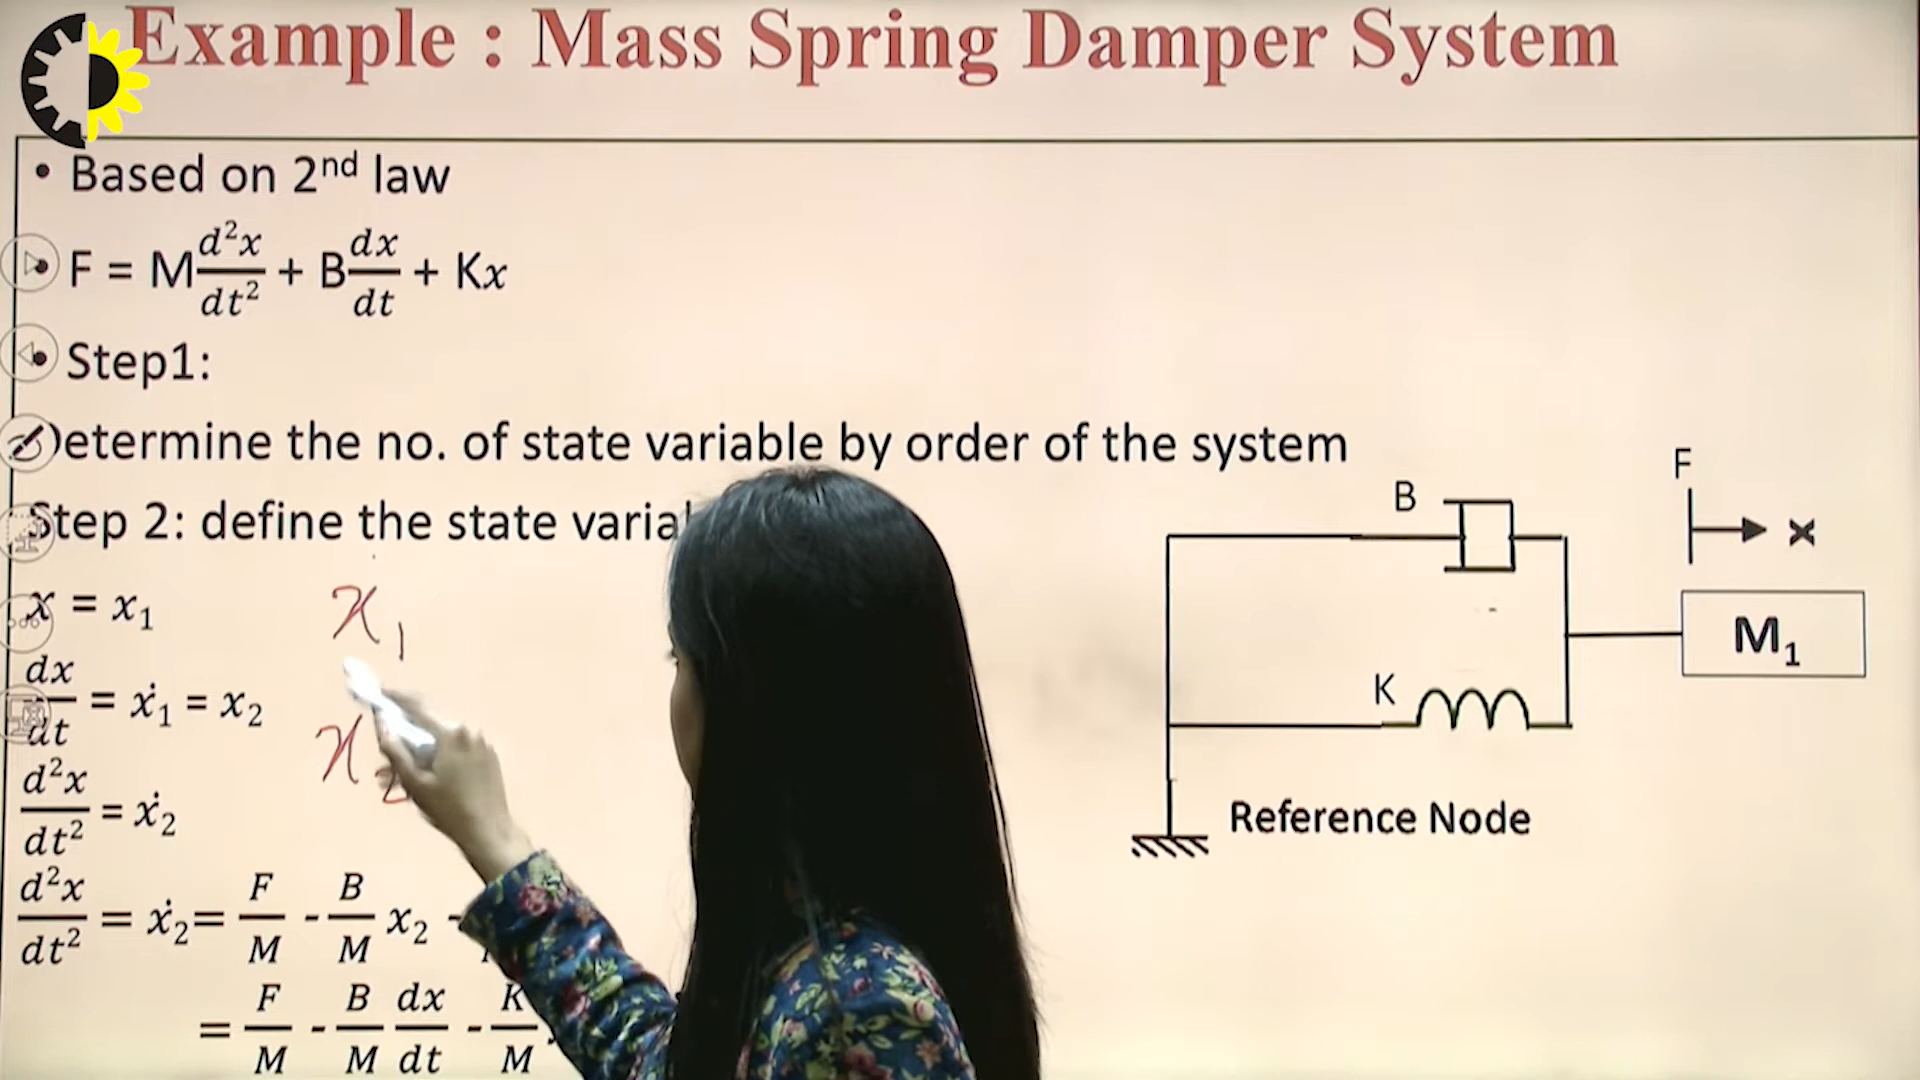 Example : Mass Spring Damper System
• Based on 2nd law
• F = M d²x/dt² + B dx/dt + Kx
• Step1:
Determine the no. of state variable by order of the system
Step 2: define the state
x = x₁
x₁
dx/dt = ẋ₁ = x₂
x₂
d²x/dt² = ẋ₂
d²x/dt² = ẋ₂ = F/M - B/M x₂ -
= F/M - B/M dx/dt - K/M
F
B
x
M₁
K
Reference Node